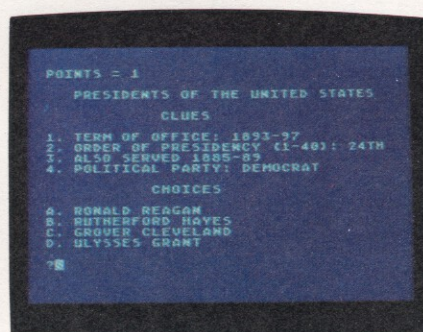 POINTS = 1
PRESIDENTS OF THE UNITED STATES
CLUES
1. TERM OF OFFICE: 1893-97
2. ORDER OF PRESIDENCY (1-40): 24TH
3. ALSO SERVED 1885-89
4. POLITICAL PARTY: DEMOCRAT
CHOICES
A. RONALD REAGAN
B. RUTHERFORD HAYES
C. GROVER CLEVELAND
D. ULYSSES GRANT
?